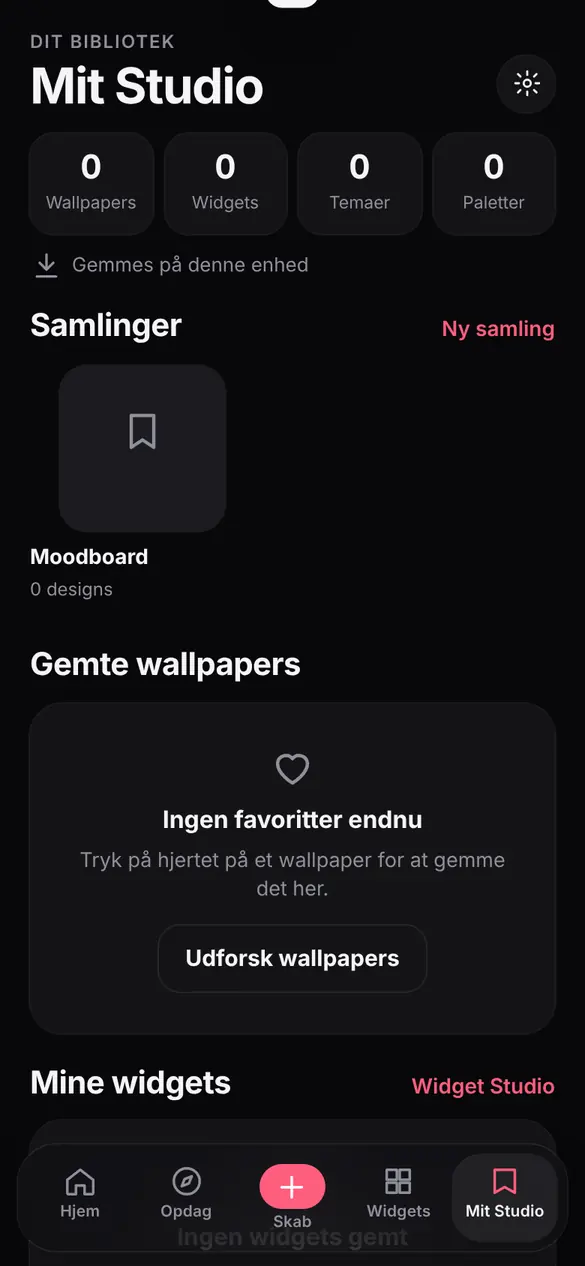 DIT BIBLIOTEK
Mit Studio
0
Wallpapers
0
Widgets
0
Temaer
0
Paletter
Gemmes på denne enhed
Samlinger
Ny samling
Moodboard
0 designs
Gemte wallpapers
Ingen favoritter endnu
Tryk på hjertet på et wallpaper for at gemme
det her.
Udforsk wallpapers
Mine widgets
Widget Studio
Hjem
Opdag
Skab
Widgets
Mit Studio
Ingen widgets gemt